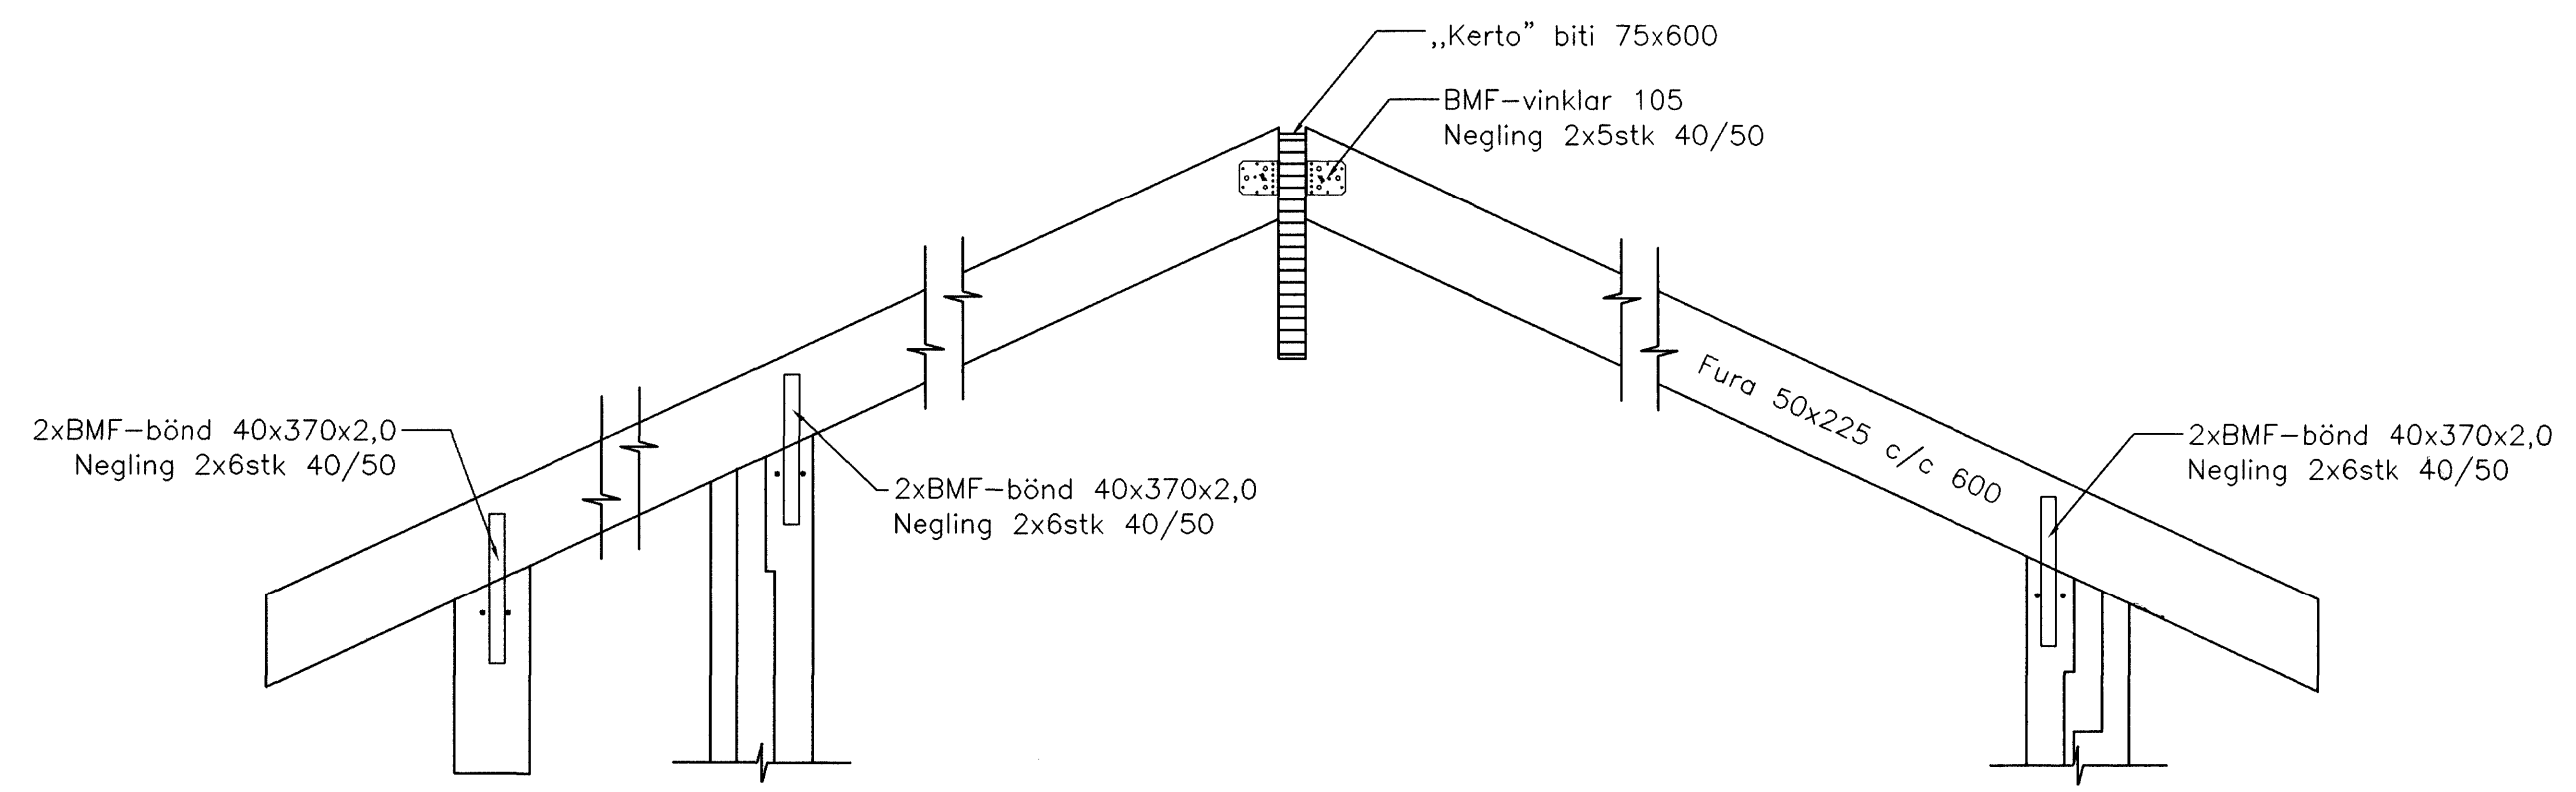 „Kerto” biti 75x600
BMF-vinklar 105
Negling 2x5stk 40/50
2xBMF-bönd 40x370x2,0
Negling 2x6stk 40/50
2xBMF-bönd 40x370x2,0
Negling 2x6stk 40/50
Fura 50x225 c/c 600
2xBMF-bönd 40x370x2,0
Negling 2x6stk 40/50